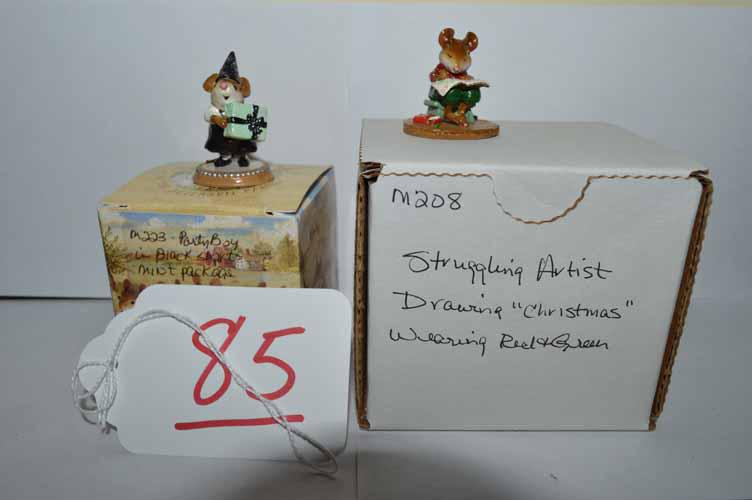 M223 - Party Boy
in Black
mint package
85
M208
Struggling Artist
Drawing "Christmas"
Wearing Red & Green